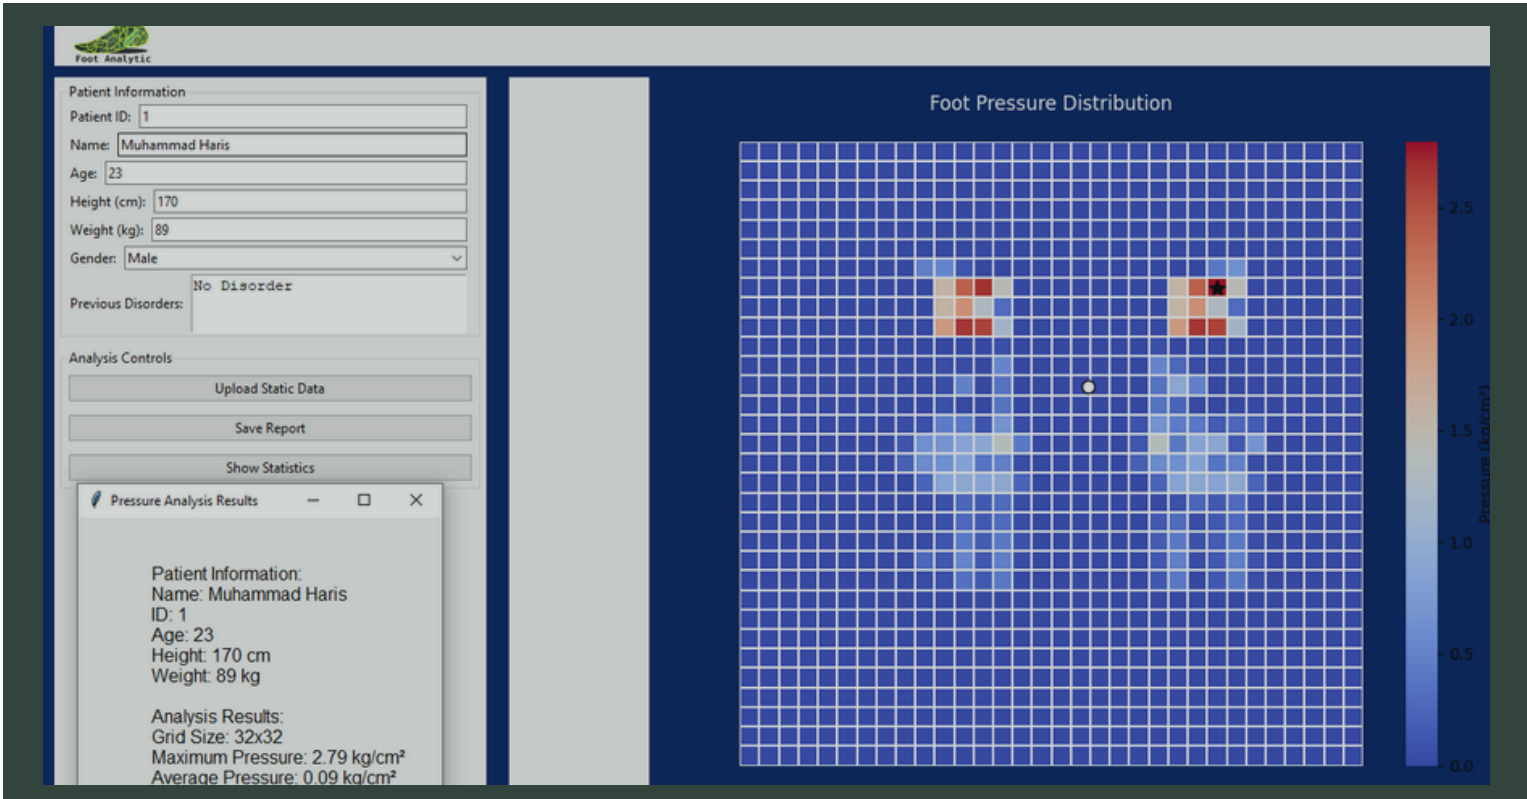 Foot Analytic
Patient Information
Patient ID: 1
Name: Muhammad Haris
Age: 23
Height (cm): 170
Weight (kg): 89
Gender: Male
Previous Disorders: No Disorder
Analysis Controls
Upload Static Data
Save Report
Show Statistics
Pressure Analysis Results
Patient Information:
Name: Muhammad Haris
ID: 1
Age: 23
Height: 170 cm
Weight: 89 kg
Analysis Results:
Grid Size: 32x32
Maximum Pressure: 2.79 kg/cm²
Average Pressure: 0.09 kg/cm²
Foot Pressure Distribution
2.5
2.0
1.5
1.0
0.5
0.0
Pressure (kg/cm²)